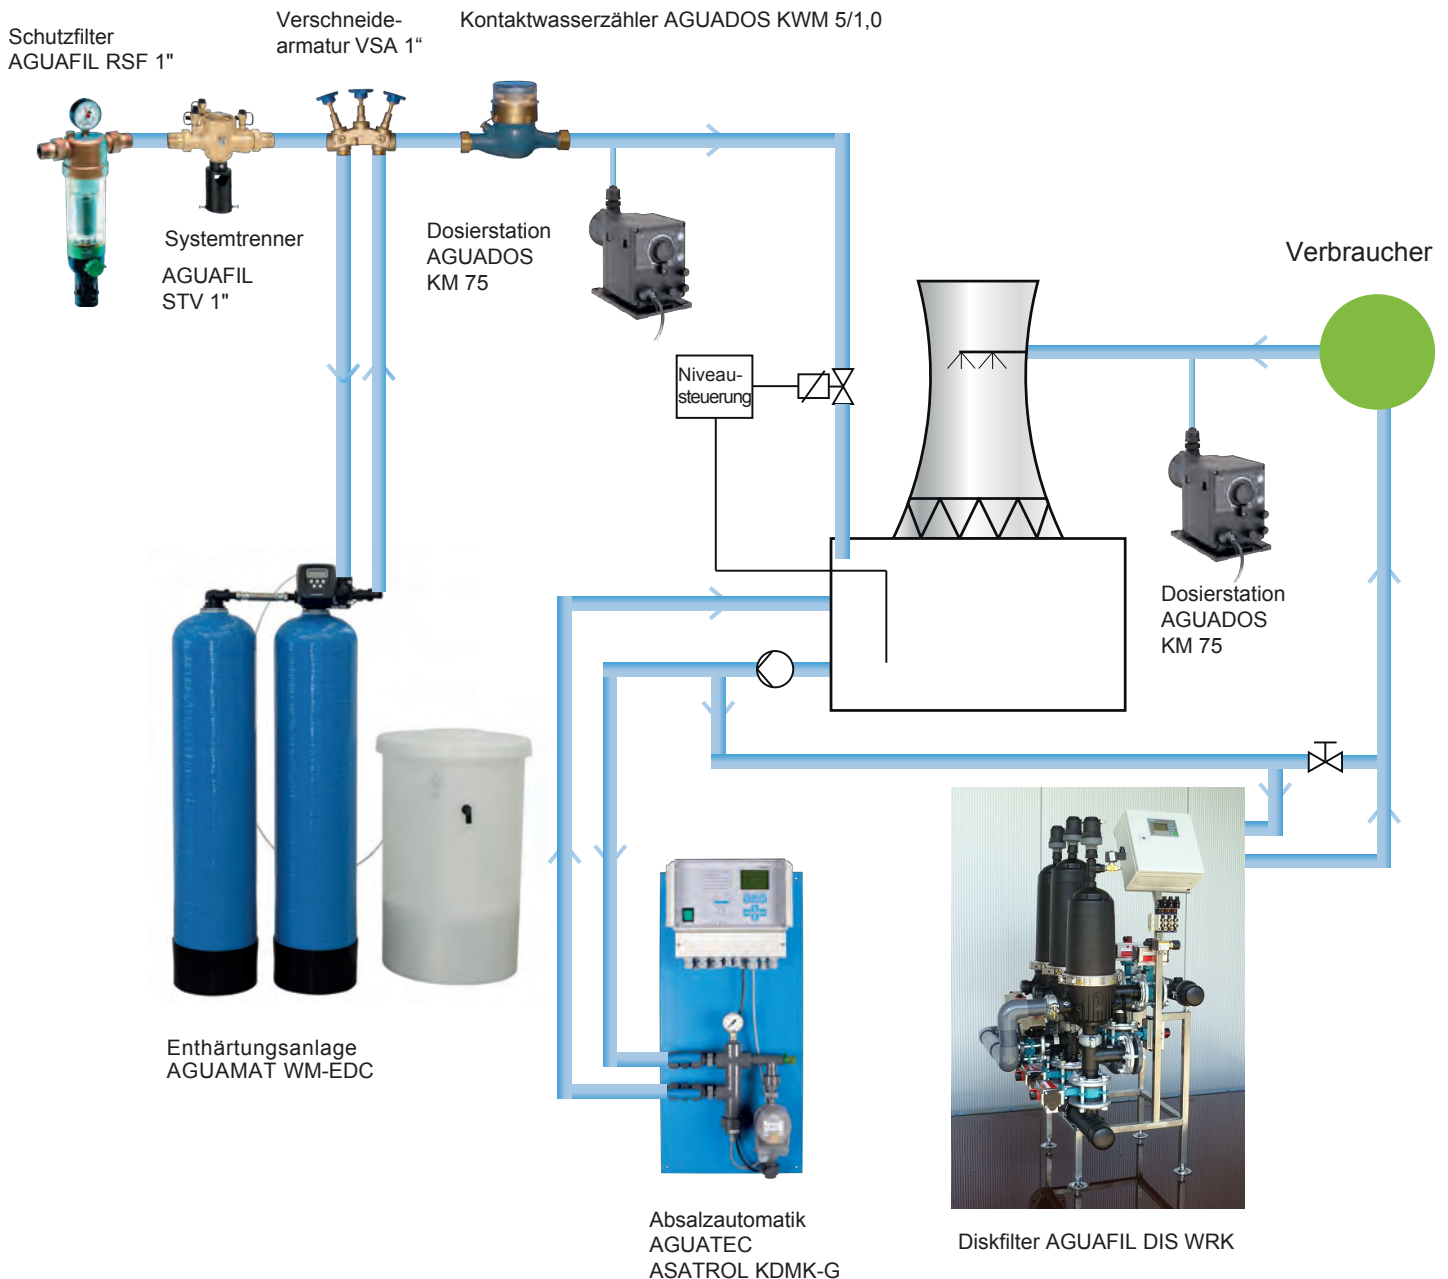 Schutzfilter
AGUAFIL RSF 1"
Verschneide-
armatur VSA 1“
Kontaktwasserzähler AGUADOS KWM 5/1,0
Systemtrenner
AGUAFIL
STV 1"
Dosierstation
AGUADOS
KM 75
Verbraucher
Niveau-
steuerung
Dosierstation
AGUADOS
KM 75
Enthärtungsanlage
AGUAMAT WM-EDC
Absalzautomatik
AGUATEC
ASATROL KDMK-G
Diskfilter AGUAFIL DIS WRK